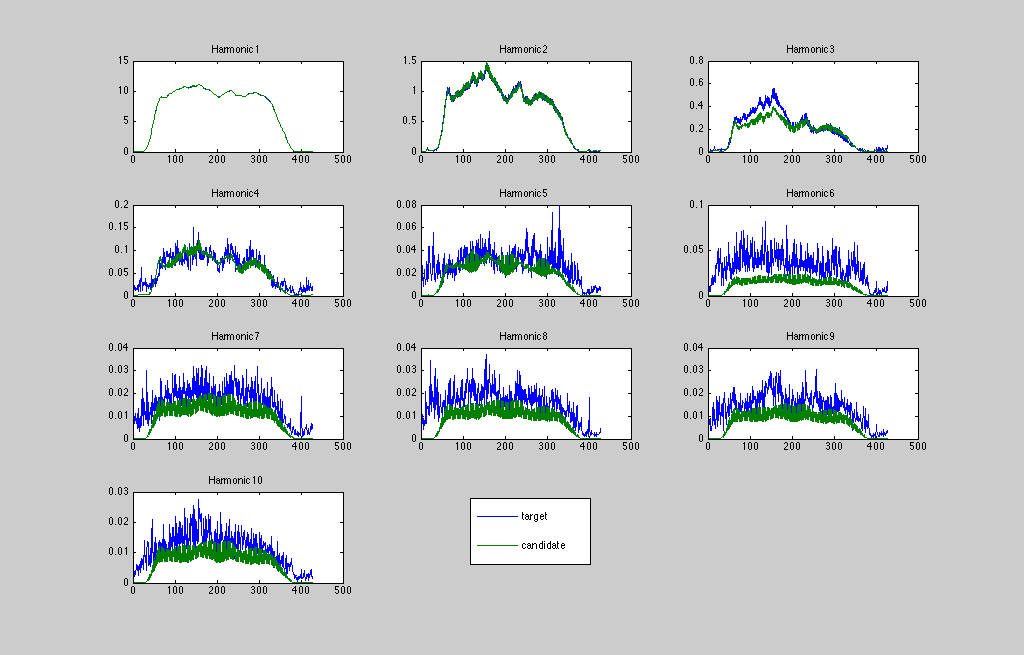 Harmonic1 Harmonic2 Harmonic3
15 1.5 0.8
10 1 0.6
0.4
5 0.5 0.2
0 0 0
0 100 200 300 400 500 0 100 200 300 400 500 0 100 200 300 400 500
Harmonic4 Harmonic5 Harmonic6
0.2 0.08 0.1
0.15 0.06
0.1 0.04 0.05
0.05 0.02
0 0 0
0 100 200 300 400 500 0 100 200 300 400 500 0 100 200 300 400 500
Harmonic7 Harmonic8 Harmonic9
0.04 0.04 0.04
0.03 0.03 0.03
0.02 0.02 0.02
0.01 0.01 0.01
0 0 0
0 100 200 300 400 500 0 100 200 300 400 500 0 100 200 300 400 500
Harmonic10
0.03
0.02
0.01
0
0 100 200 300 400 500
target
candidate